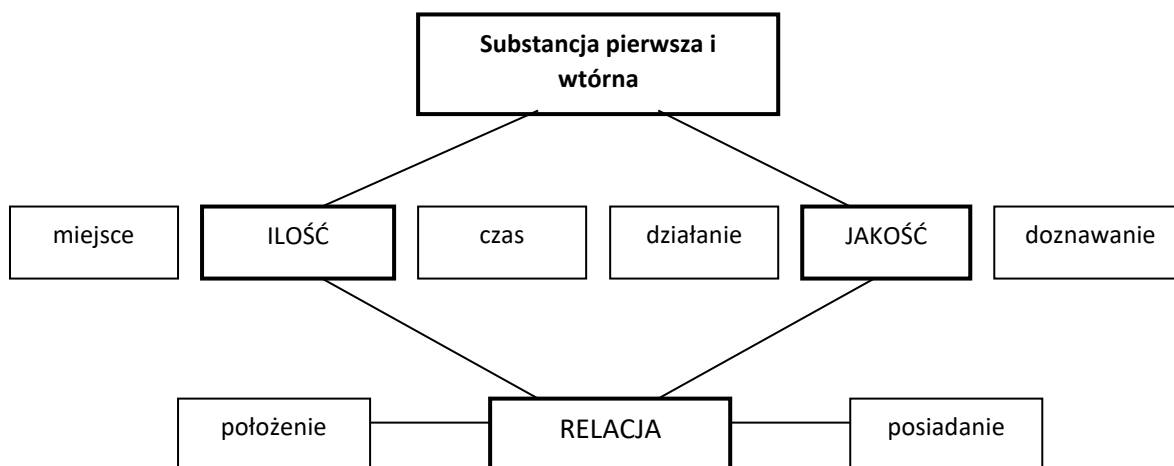 Substancja pierwsza i
wtórna
miejsce
ILOŚĆ
czas
działanie
JAKOŚĆ
doznawanie
położenie
RELACJA
posiadanie